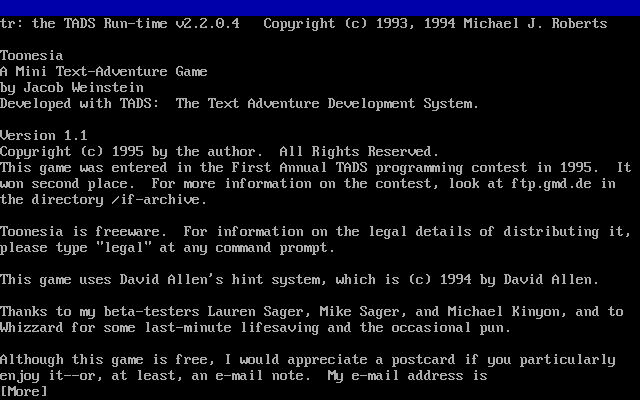 tr: the TADS Run-time v2.2.0.4   Copyright (c) 1993, 1994 Michael J. Roberts
Toonesia
A Mini Text-Adventure Game
by Jacob Weinstein
Developed with TADS:  The Text Adventure Development System.
Version 1.1
Copyright (c) 1995 by the author.  All Rights Reserved.
This game was entered in the First Annual TADS programming contest in 1995.  It
won second place.  For more information on the contest, look at ftp.gmd.de in
the directory /if-archive.
Toonesia is freeware.  For information on the legal details of distributing it,
please type "legal" at any command prompt.
This game uses David Allen's hint system, which is (c) 1994 by David Allen.
Thanks to my beta-testers Lauren Sager, Mike Sager, and Michael Kinyon, and to
Whizzard for some last-minute lifesaving and the occasional pun.
Although this game is free, I would appreciate a postcard if you particularly
enjoy it--or, at least, an e-mail note.  My e-mail address is
[More]